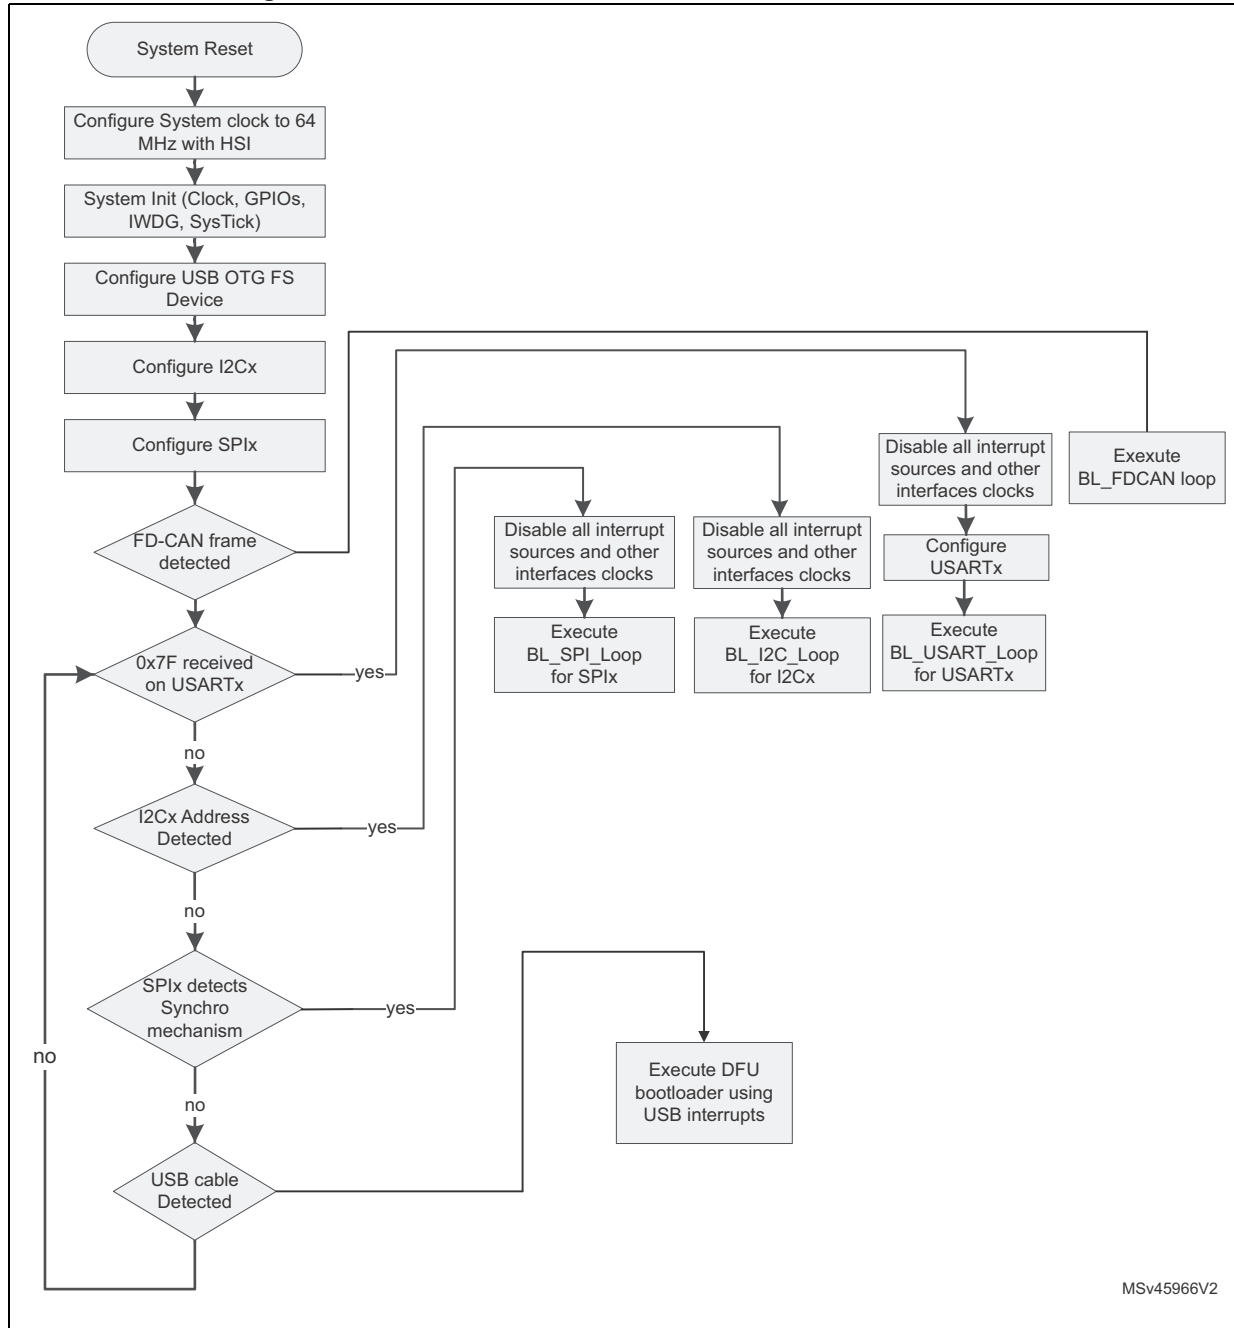 System Reset
Configure System clock to 64
MHz with HSI
System Init (Clock, GPIOs,
IWDG, SysTick)
Configure USB OTG FS
Device
Configure I2Cx
Configure SPIx
FD-CAN frame
detected
0x7F received
on USARTx
yes
no
I2Cx Address
Detected
yes
no
SPIx detects
Synchro
mechanism
yes
no
USB cable
Detected
no
Disable all interrupt
sources and other
interfaces clocks
Execute
BL_SPI_Loop
for SPIx
Disable all interrupt
sources and other
interfaces clocks
Execute
BL_I2C_Loop
for I2Cx
Disable all interrupt
sources and other
interfaces clocks
Configure
USARTx
Execute
BL_USART_Loop
for USARTx
Exexute
BL_FDCAN loop
Execute DFU
bootloader using
USB interrupts
MSv45966V2